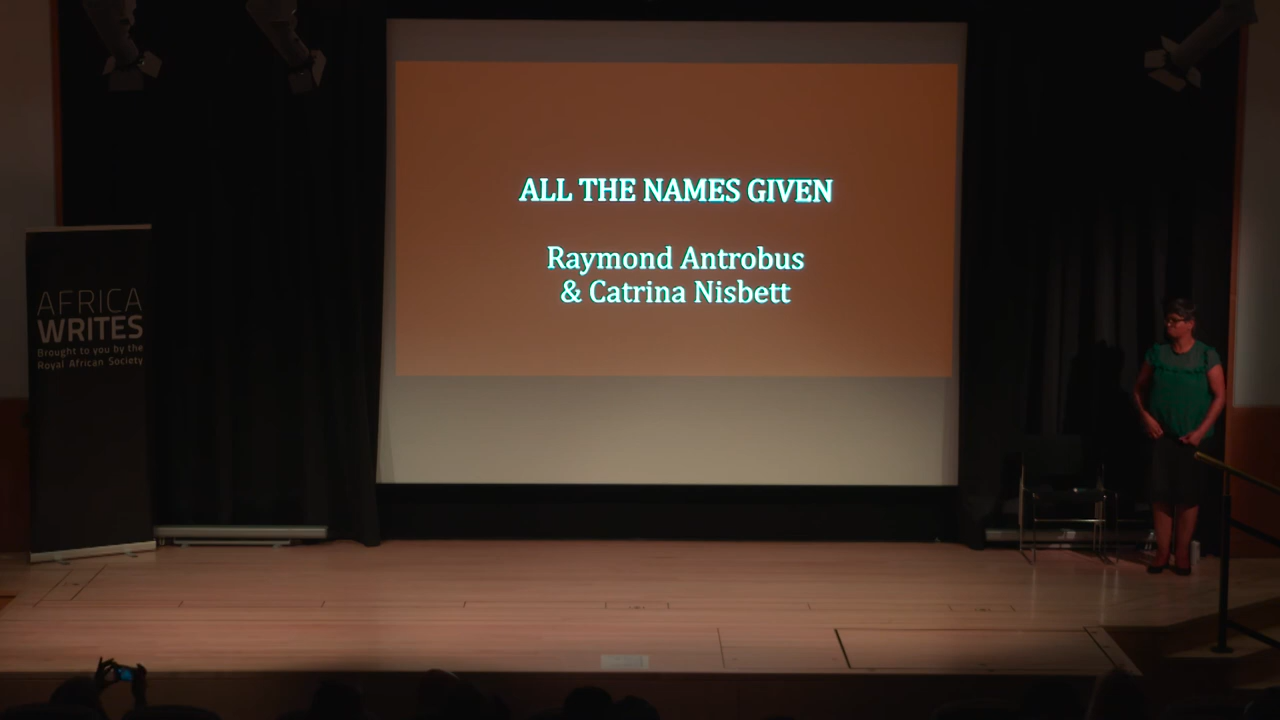 ALL THE NAMES GIVEN
Raymond Antrobus
& Catrina Nisbett
AFRICA
WRITES
Brought to you by the
Royal African Society